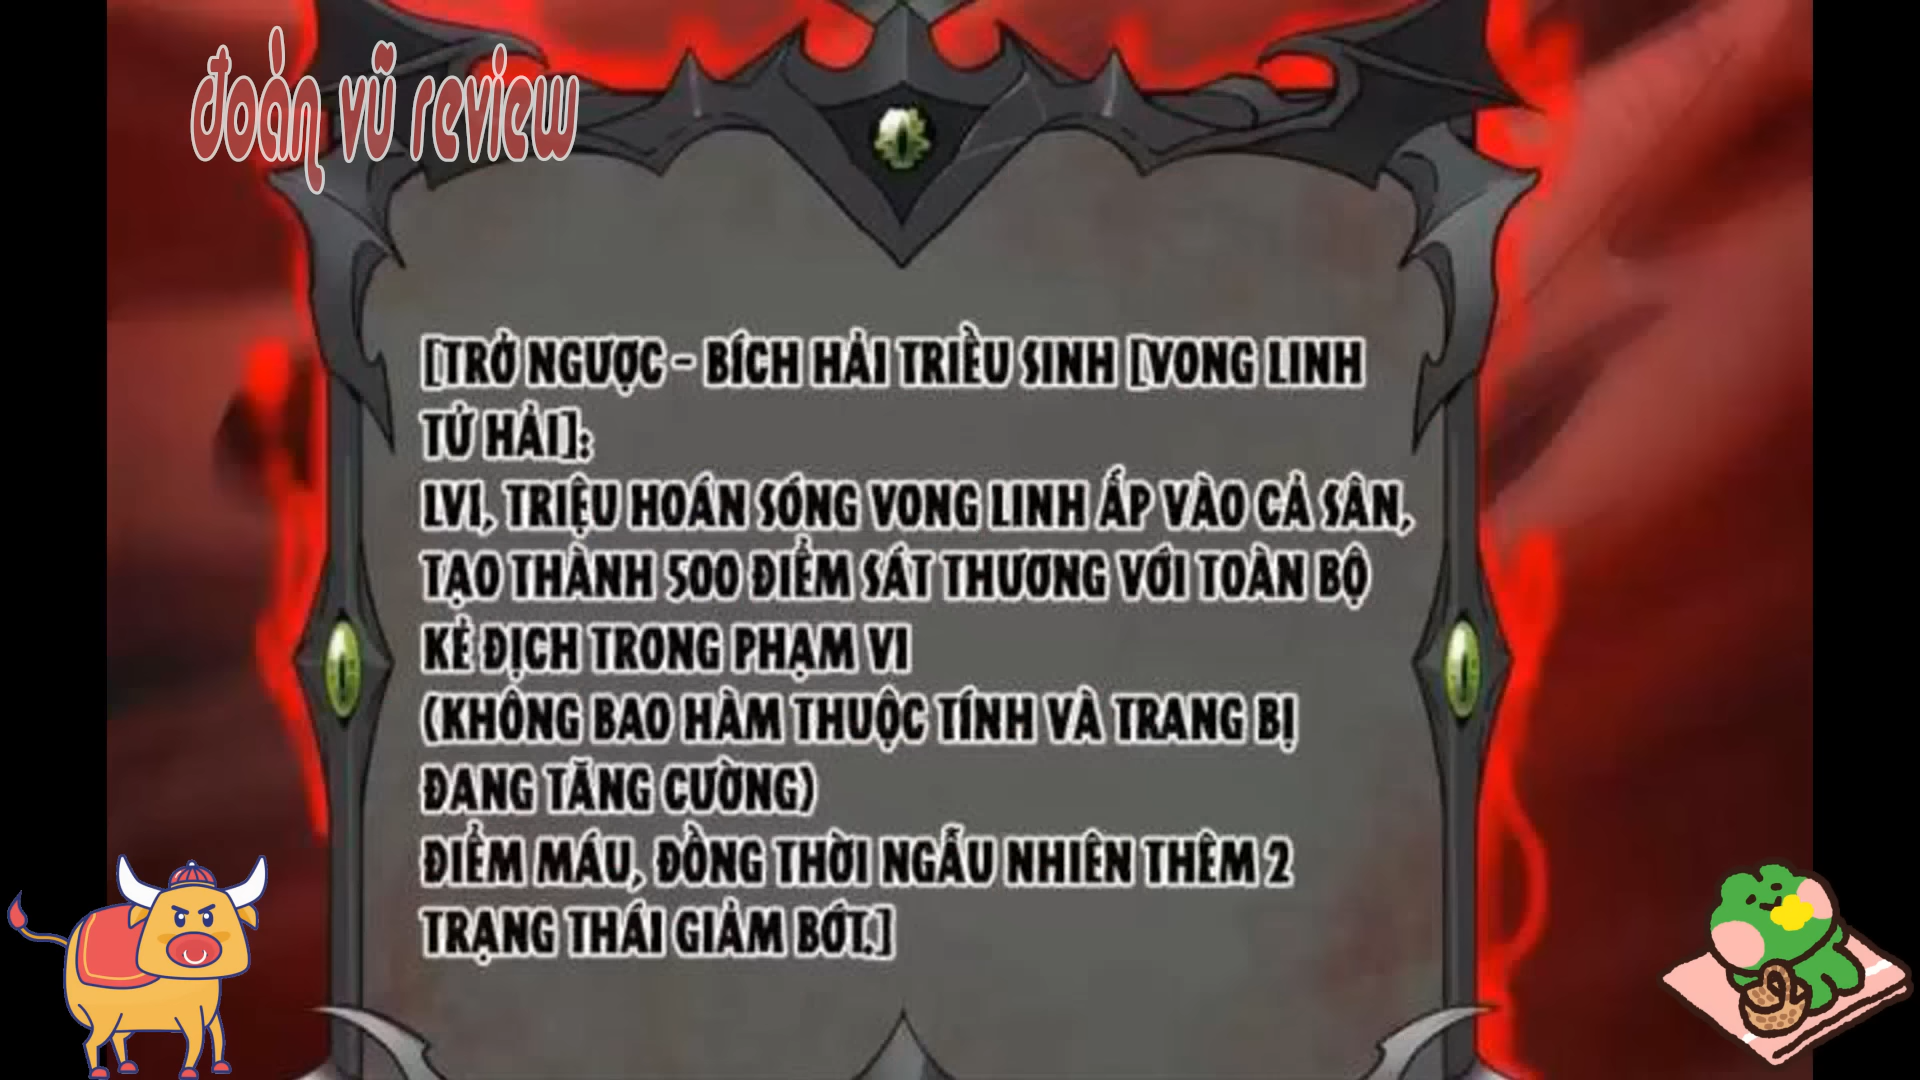 đoản vũ review
[TRỞ NGƯỢC - BÍCH HẢI TRIỀU SINH [VONG LINH
TỬ HẢI]:
LV1, TRIỆU HOÁN SÓNG VONG LINH ẤP VÀO CẢ SÂN,
TẠO THÀNH 500 ĐIỂM SÁT THƯƠNG VỚI TOÀN BỘ
KẺ ĐỊCH TRONG PHẠM VI
(KHÔNG BAO HÀM THUỘC TÍNH VÀ TRANG BỊ
ĐANG TĂNG CƯỜNG)
ĐIỂM MÁU, ĐỒNG THỜI NGẪU NHIÊN THÊM 2
TRẠNG THÁI GIẢM BỚT.]